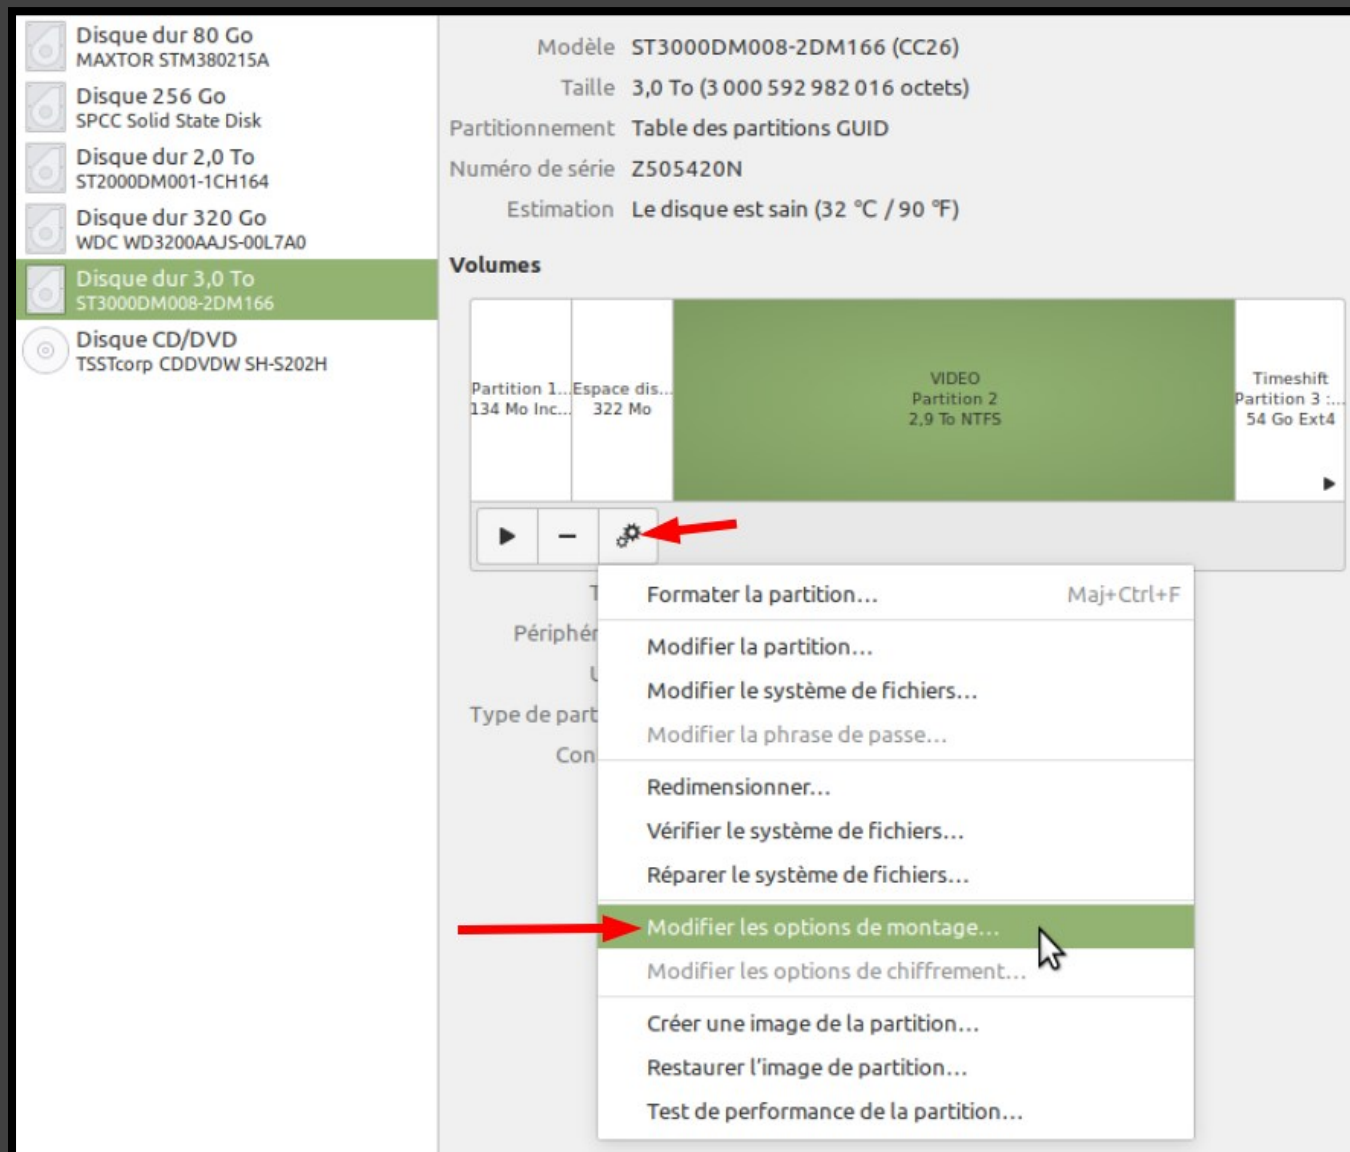 Disque dur 80 Go
MAXTOR STM380215A
Disque 256 Go
SPCC Solid State Disk
Disque dur 2,0 To
ST2000DM001-1CH164
Disque dur 320 Go
WDC WD3200AAJS-00L7A0
Disque dur 3,0 To
ST3000DM008-2DM166
Disque CD/DVD
TSSTcorp CDDVDW SH-S202H
Modèle ST3000DM008-2DM166 (CC26)
Taille 3,0 To (3 000 592 982 016 octets)
Partitionnement Table des partitions GUID
Numéro de série Z505420N
Estimation Le disque est sain (32 °C / 90 °F)
Volumes
Partition 1...
134 Mo Inc...
Espace dis...
322 Mo
VIDEO
Partition 2
2,9 To NTFS
Timeshift
Partition 3 :...
54 Go Ext4
T
Périphér
U
Type de part
Con
Formater la partition… Maj+Ctrl+F
Modifier la partition…
Modifier le système de fichiers…
Modifier la phrase de passe…
Redimensionner…
Vérifier le système de fichiers…
Réparer le système de fichiers…
Modifier les options de montage…
Modifier les options de chiffrement…
Créer une image de la partition…
Restaurer l’image de partition…
Test de performance de la partition…